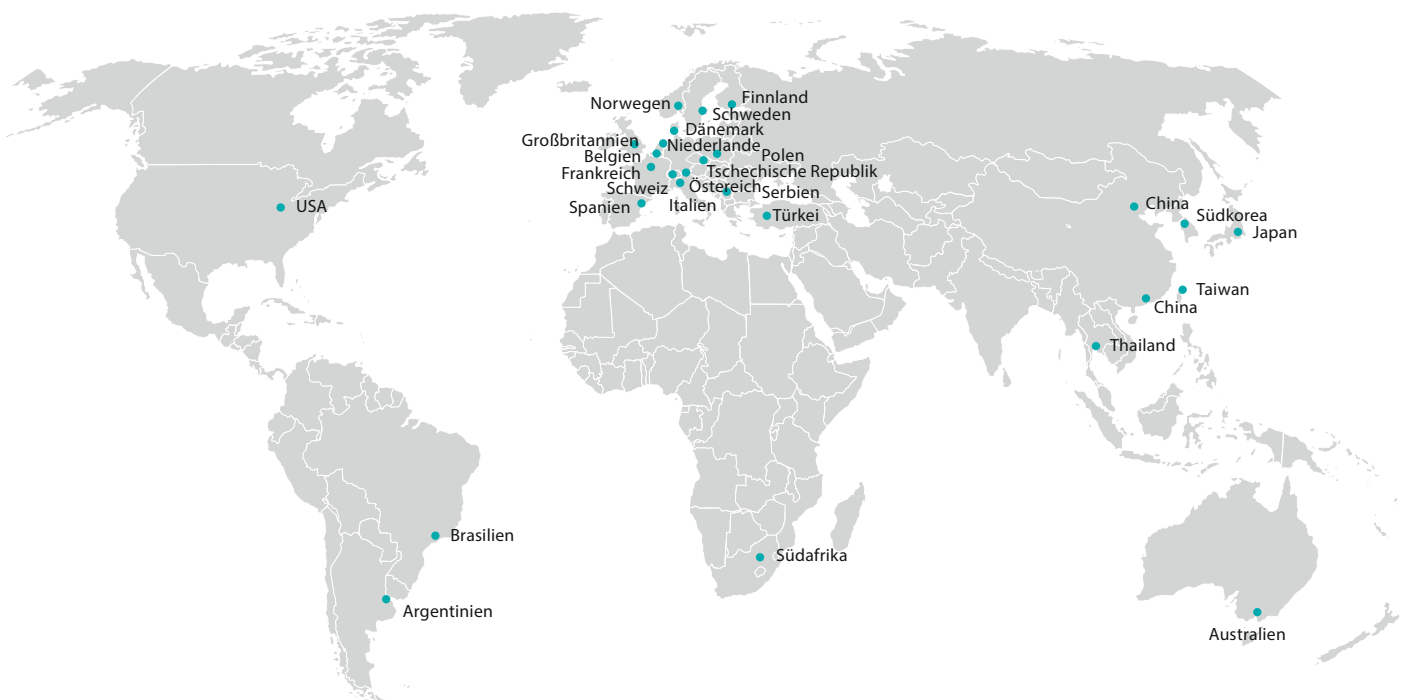 Norwegen
Finnland
Schweden
Dänemark
Großbritannien
Niederlande
Belgien
Polen
Frankreich
Tschechische Republik
Schweiz
Östereich
Serbien
Spanien
Italien
Türkei
USA
China
Südkorea
Japan
Taiwan
China
Thailand
Brasilien
Südafrika
Argentinien
Australien